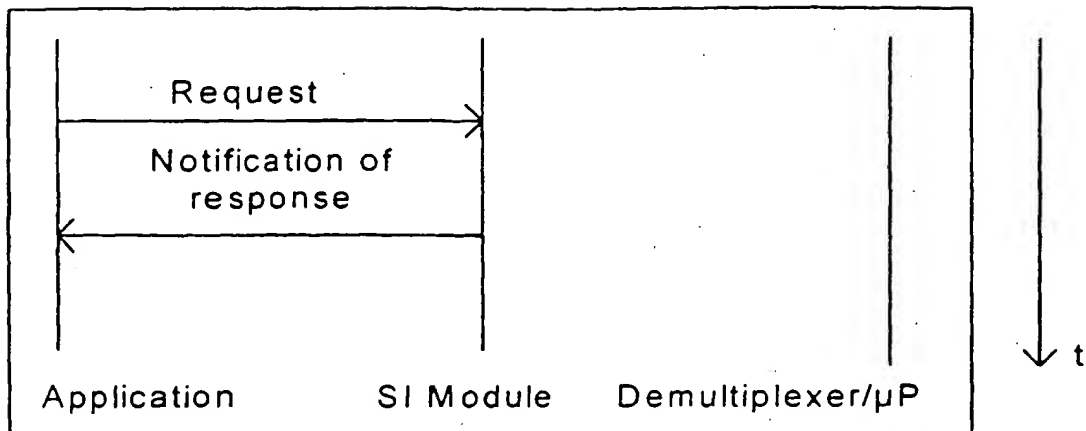 Request
Notification of
response
t
Application SI Module Demultiplexer/µP